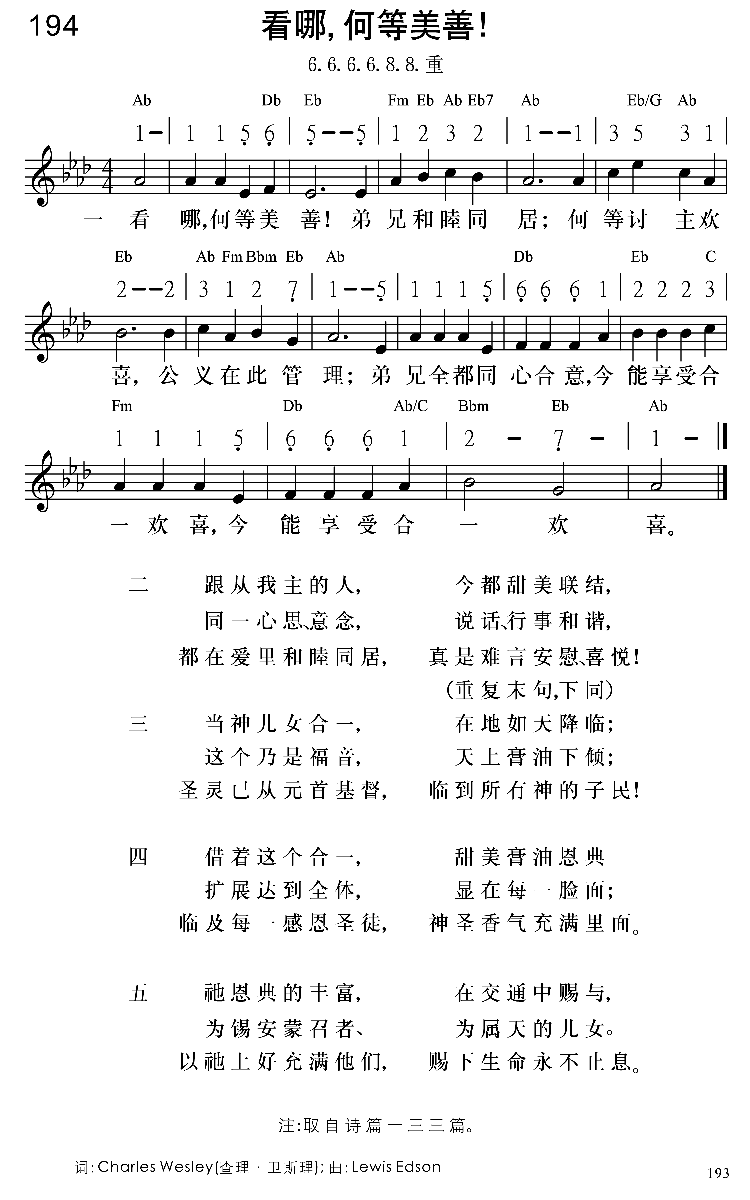 194 看哪,何等美善!
6. 6. 6. 6. 8. 8. 重
Ab Db Eb Fm Eb Ab Eb7 Ab Eb/G Ab
1 - | 1 1 5 6 | 5 - - 5 | 1 2 3 2 | 1 - - 1 | 3 5 3 1
一 看 哪,何等美 善! 弟 兄和睦同 居; 何 等讨 主欢
Eb Ab Fm Bbm Eb Ab Db Eb C
2 - - 2 | 3 1 2 7 | 1 - - 5 | 1 1 1 5 | 6 6 6 1 | 2 2 2 3
喜, 公 义在此 管 理; 弟 兄全都同 心合意,今 能享受合
Fm Db Ab/C Bbm Eb Ab
1 1 1 5 | 6 6 6 1 | 2 - 7 - | 1 -
一 欢 喜,今 能 享 受 合 一 欢 喜。
二 跟从我主的人, 今都甜美联结,
同一心思、意念, 说话、行事和谐,
都在爱里和睦同居, 真是难言安慰、喜悦!
(重复末句,下同)
三 当神儿女合一, 在地如天降临;
这个乃是福音, 天上膏油下倾;
圣灵已从元首基督, 临到所有神的子民!
四 借着这个合一, 甜美膏油恩典
扩展达到全体, 显在每一脸面;
临及每一感恩圣徒, 神圣香气充满里面。
五 祂恩典的丰富, 在交通中赐与,
为锡安蒙召者、 为属天的儿女。
以祂上好充满他们, 赐下生命永不止息。
注:取自诗篇一三三篇。
词: Charles Wesley(查理·卫斯理); 曲: Lewis Edson
193